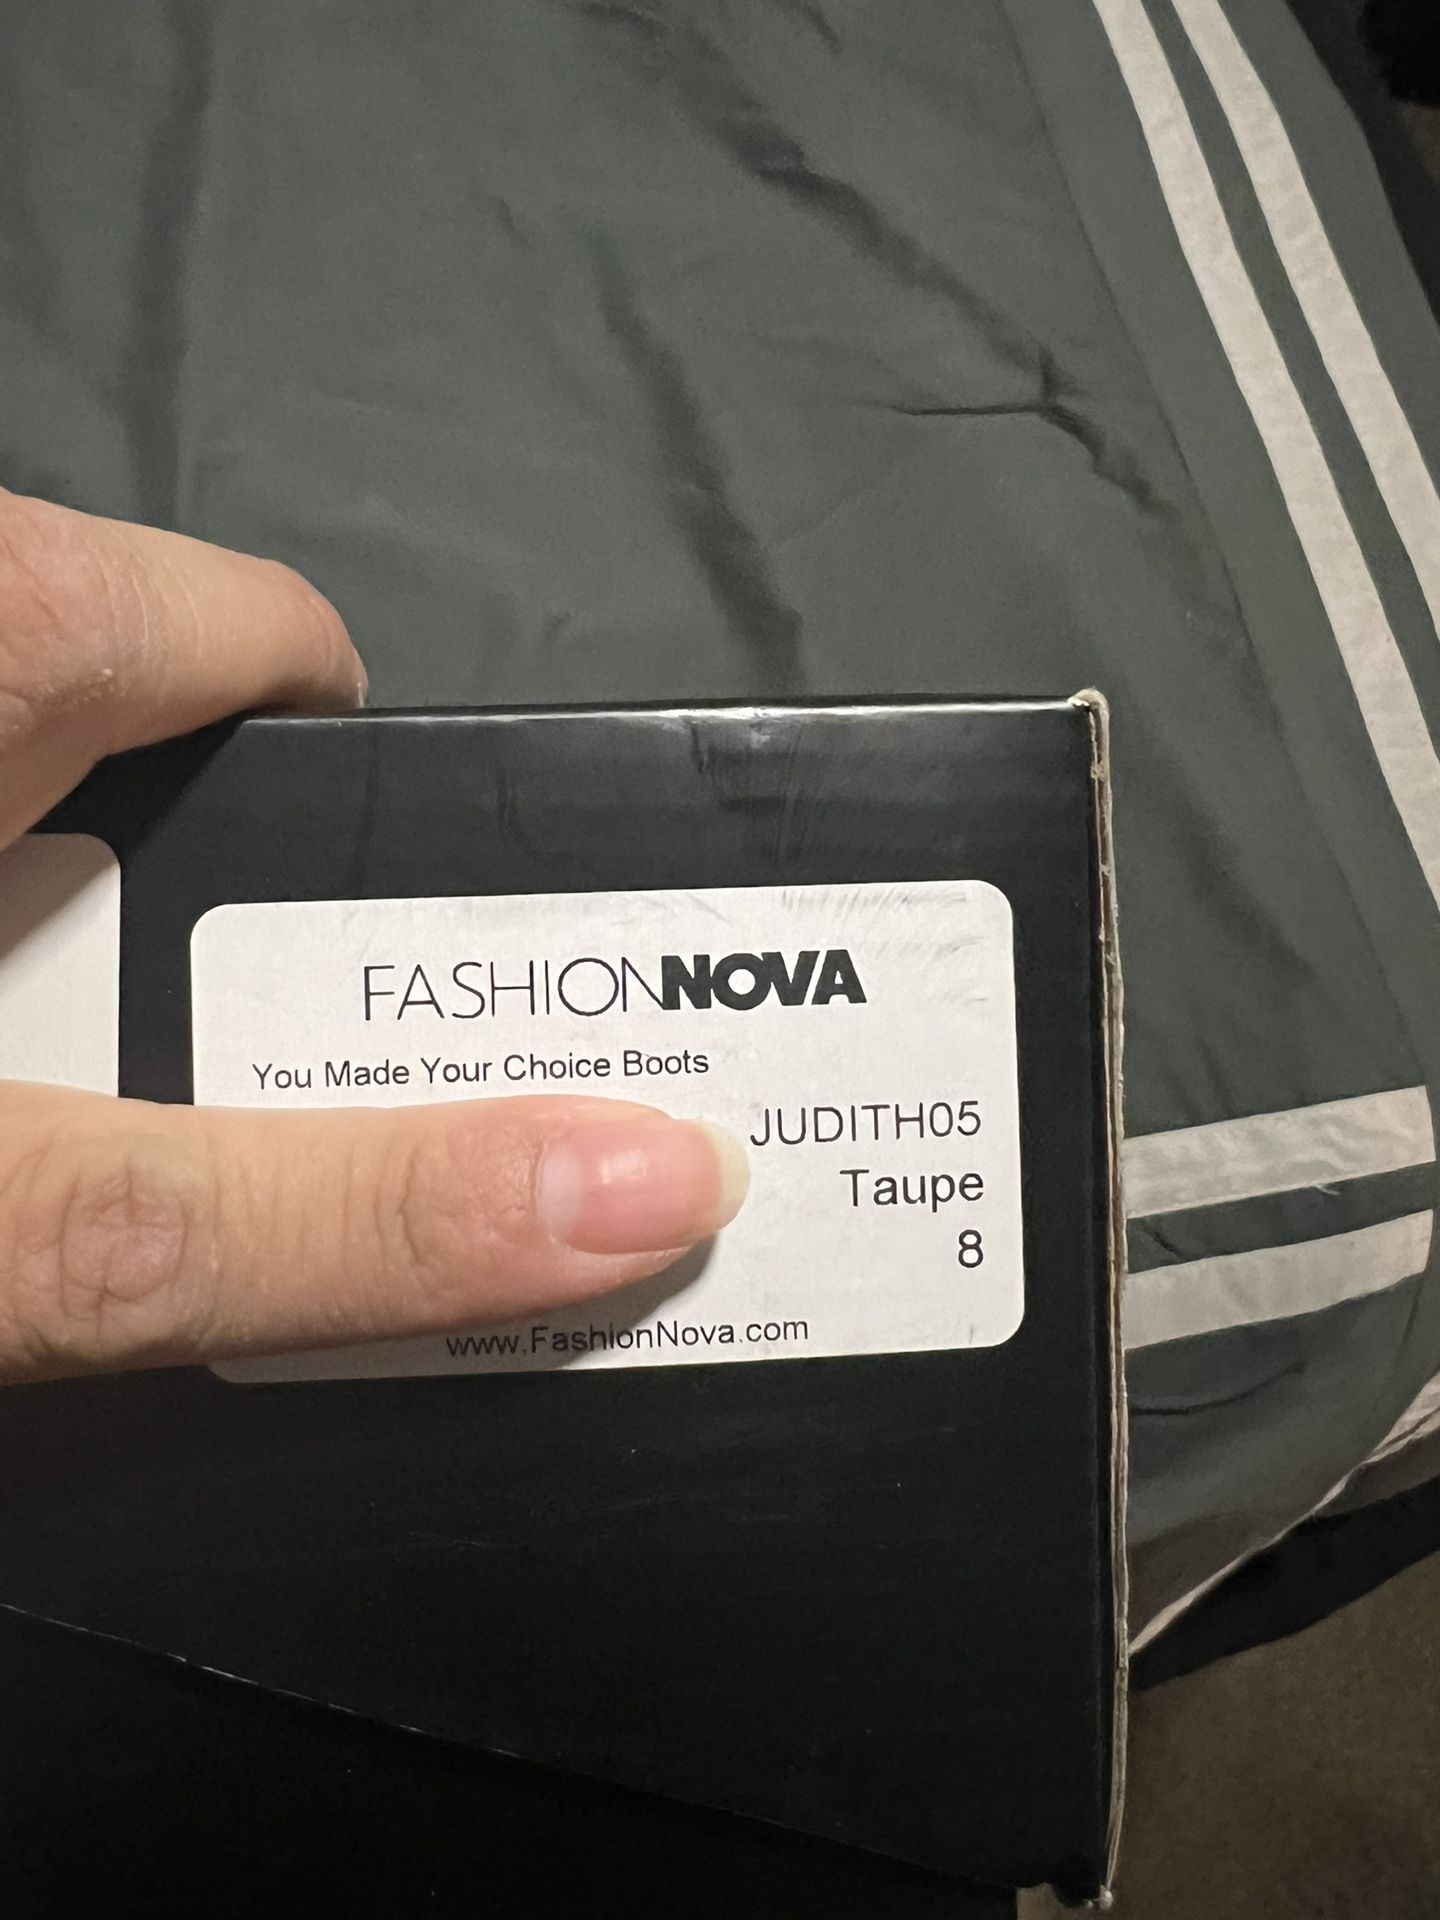 FASHIONNOVA
You Made Your Choice Boots
JUDITH05
Taupe
8
www.FashionNova.com